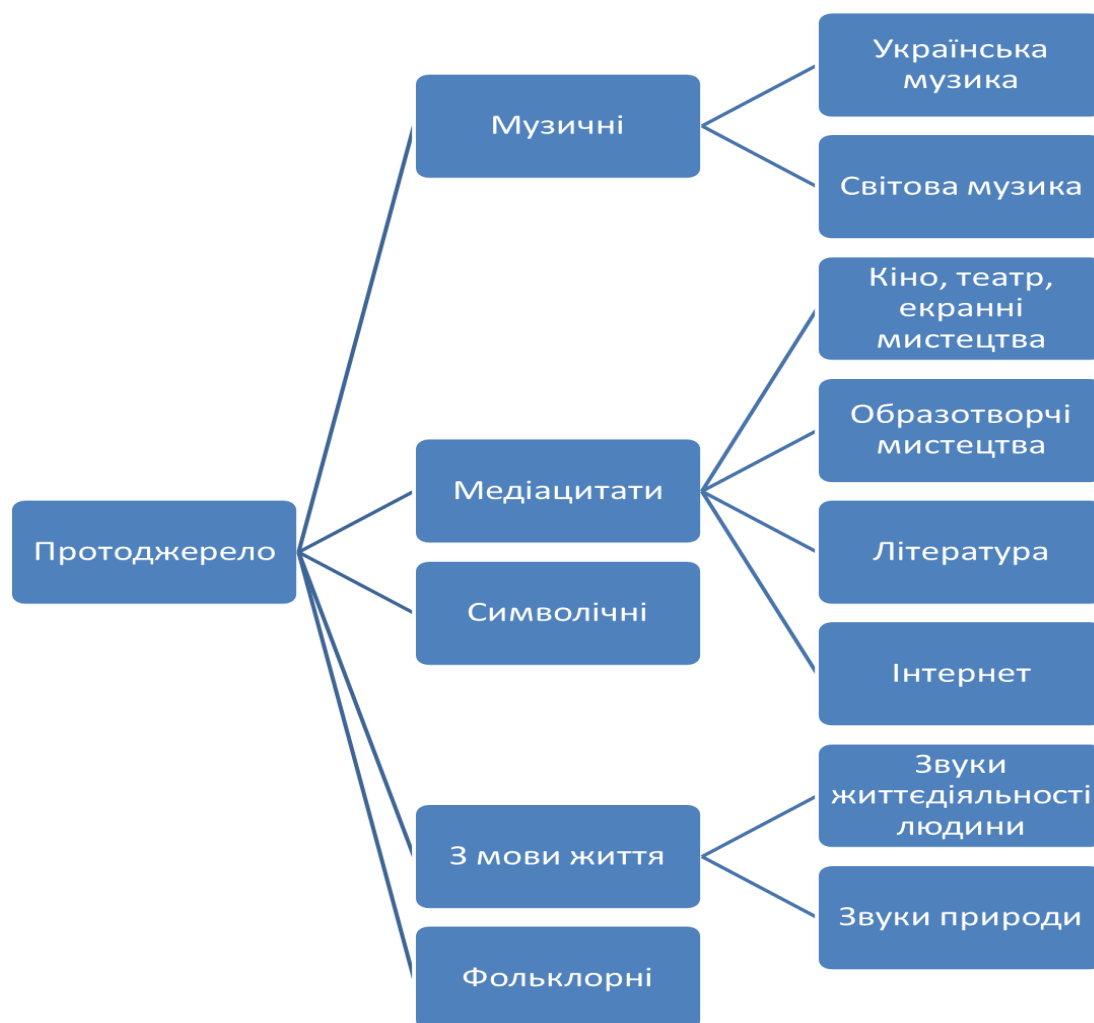 Протоджерело
Музичні
Українська
музика
Світова музика
Медіацитати
Кіно, театр,
екранні
мистецтва
Образотворчі
мистецтва
Література
Інтернет
Символічні
З мови життя
Звуки
життєдіяльності
людини
Звуки природи
Фольклорні